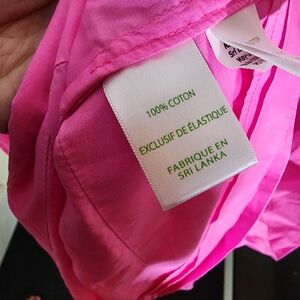 100% COTON
EXCLUSIF DE ÉLASTIQUE
FABRIQUE EN
SRI LANKA